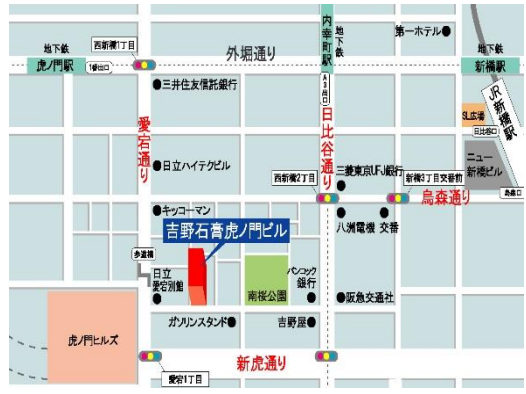 内幸町駅
地下鉄
第一ホテル
西新橋1丁目
外堀通り
地下鉄
虎ノ門駅
1番出口
A3出口
地下鉄
新橋駅
JR新橋駅
三井住友信託銀行
SL広場
日比谷口
愛宕通り
日比谷通り
日立ハイテクビル
三菱東京UFJ銀行
ニュー
新橋ビル
西新橋2丁目
新橋3丁目交番前
烏森通り
烏森口
キッコーマン
八洲電機
交番
吉野石膏虎ノ門ビル
歩道橋
日立
愛宕別館
南桜公園
バンコック
銀行
阪急交通社
ガソリンスタンド
吉野屋
虎ノ門ヒルズ
新虎通り
愛宕1丁目